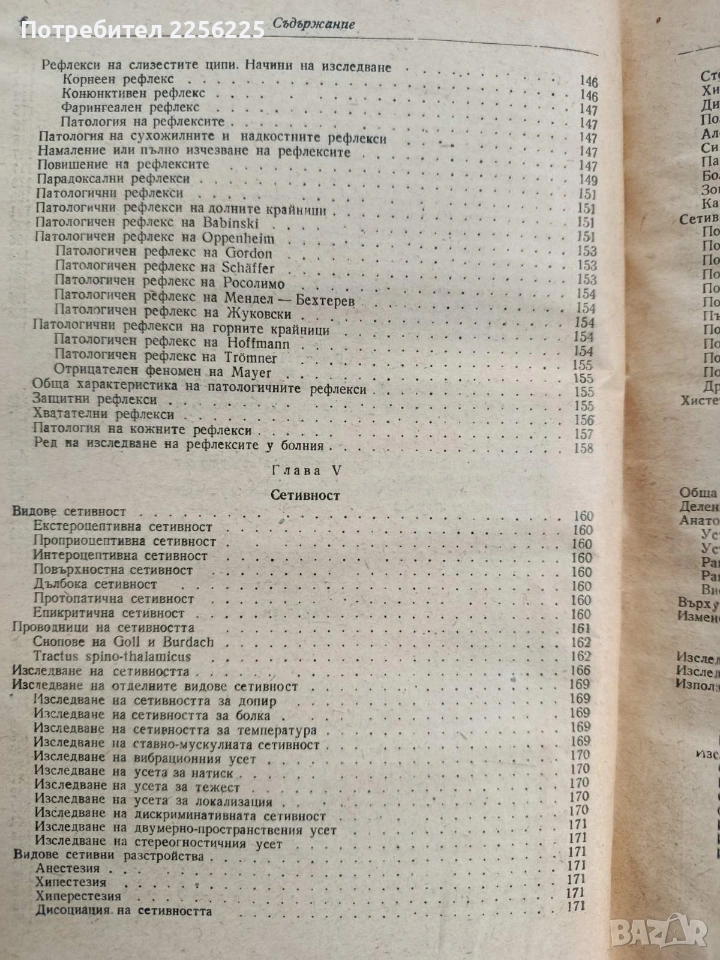 Потребител 2256225
6
Съдържание
Рефлекси на слизестите ципи. Начини на изследване
Корнеен рефлекс . . . 146
Конюнктивен рефлекс . . . 146
Фарингеален рефлекс . . . 147
Патология на рефлексите . . . 147
Патология на сухожилните и надкостните рефлекси . . . 147
Намаление или пълно изчезване на рефлексите . . . 147
Повишение на рефлексите . . . 147
Парадоксални рефлекси . . . 149
Патологични рефлекси . . . 151
Патологични рефлекси на долните крайници . . . 151
Патологичен рефлекс на Babinski . . . 151
Патологичен рефлекс на Oppenheim . . . 151
Патологичен рефлекс на Gordon . . . 153
Патологичен рефлекс на Schäffer . . . 153
Патологичен рефлекс на Росолимо . . . 153
Патологичен рефлекс на Мендел — Бехтерев . . . 154
Патологичен рефлекс на Жуковски . . . 154
Патологични рефлекси на горните крайници . . . 154
Патологичен рефлекс на Hoffmann . . . 154
Патологичен рефлекс на Trömner . . . 154
Отрицателен феномен на Mayer . . . 155
Обща характеристика на патологичните рефлекси . . . 155
Защитни рефлекси . . . 155
Хватателни рефлекси . . . 156
Патология на кожните рефлекси . . . 157
Ред на изследване на рефлексите у болния . . . 158
Глава V
Сетивност
Видове сетивност . . . 160
Екстероцептивна сетивност . . . 160
Проприоцептивна сетивност . . . 160
Интероцептивна сетивност . . . 160
Повърхностна сетивност . . . 160
Дълбока сетивност . . . 160
Протопатична сетивност . . . 160
Епикритична сетивност . . . 160
Проводници на сетивността . . . 161
Снопове на Goll и Burdach . . . 162
Tractus spino-thalamicus . . . 162
Изследване на сетивността . . . 166
Изследване на отделните видове сетивност . . . 169
Изследване на сетивността за допир . . . 169
Изследване на сетивността за болка . . . 169
Изследване на сетивността за температура . . . 169
Изследване на ставно-мускулната сетивност . . . 169
Изследване на вибрационния усет . . . 170
Изследване на усета за натиск . . . 170
Изследване на усета за тежест . . . 170
Изследване на усета за локализация . . . 170
Изследване на дискриминативната сетивност . . . 170
Изследване на двумерно-пространствения усет . . . 171
Изследване на стереогностичния усет . . . 171
Видове сетивни разстройства . . . 171
Анестезия . . . 171
Хипестезия . . . 171
Хиперестезия . . . 171
Дисоциация на сетивността . . . 171
Сетив
Хистe
Обща
Делен
Анато
Върху
Измене
Изследв
Изслед
Използ
BAZAR